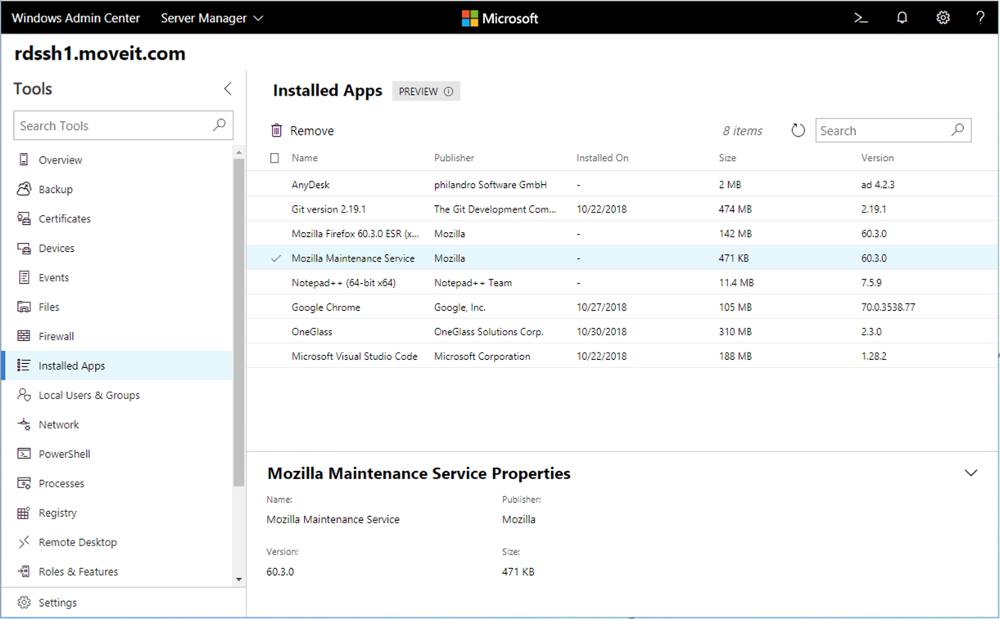 Windows Admin Center Server Manager Microsoft ?
rdssh1.moveit.com
Tools
Search Tools
Overview
Backup
Certificates
Devices
Events
Files
Firewall
Installed Apps
Local Users & Groups
Network
PowerShell
Processes
Registry
Remote Desktop
Roles & Features
Settings
Installed Apps PREVIEW
Remove 8 items Search
Name Publisher Installed On Size Version
AnyDesk philandro Software GmbH - 2 MB ad 4.2.3
Git version 2.19.1 The Git Development Com... 10/22/2018 474 MB 2.19.1
Mozilla Firefox 60.3.0 ESR (x... Mozilla - 142 MB 60.3.0
Mozilla Maintenance Service Mozilla - 471 KB 60.3.0
Notepad++ (64-bit x64) Notepad++ Team - 11.4 MB 7.5.9
Google Chrome Google, Inc. 10/27/2018 105 MB 70.0.3538.77
OneGlass OneGlass Solutions Corp. 10/30/2018 310 MB 2.3.0
Microsoft Visual Studio Code Microsoft Corporation 10/22/2018 188 MB 1.28.2
Mozilla Maintenance Service Properties
Name: Publisher:
Mozilla Maintenance Service Mozilla
Version: Size:
60.3.0 471 KB